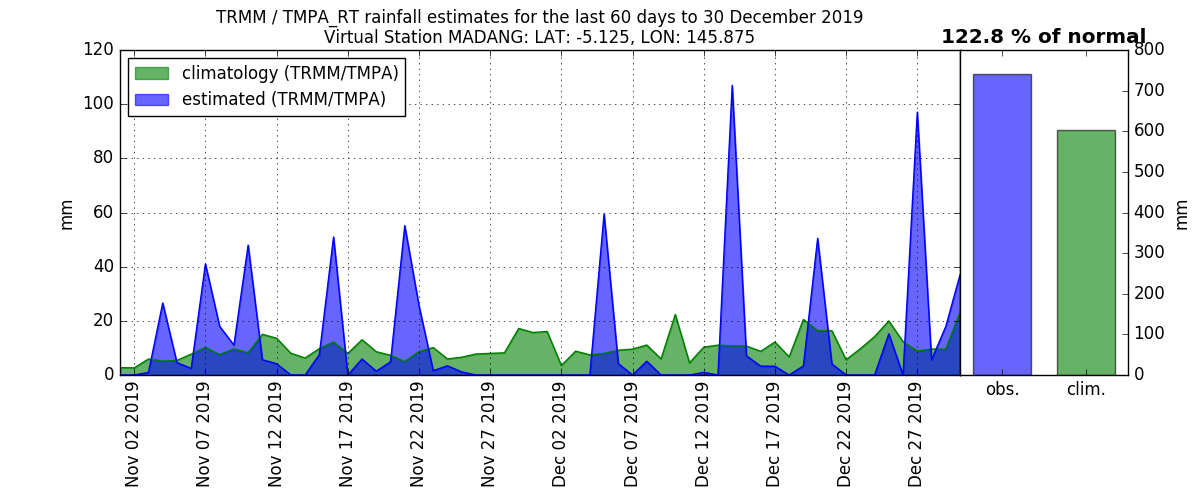 TRMM / TMPA_RT rainfall estimates for the last 60 days to 30 December 2019
Virtual Station MADANG: LAT: -5.125, LON: 145.875
122.8 % of normal
climatology (TRMM/TMPA)
estimated (TRMM/TMPA)
mm
120
100
80
60
40
20
0
Nov 02 2019
Nov 07 2019
Nov 12 2019
Nov 17 2019
Nov 22 2019
Nov 27 2019
Dec 02 2019
Dec 07 2019
Dec 12 2019
Dec 17 2019
Dec 22 2019
Dec 27 2019
obs.
clim.
800
700
600
500
400
300
200
100
0
mm